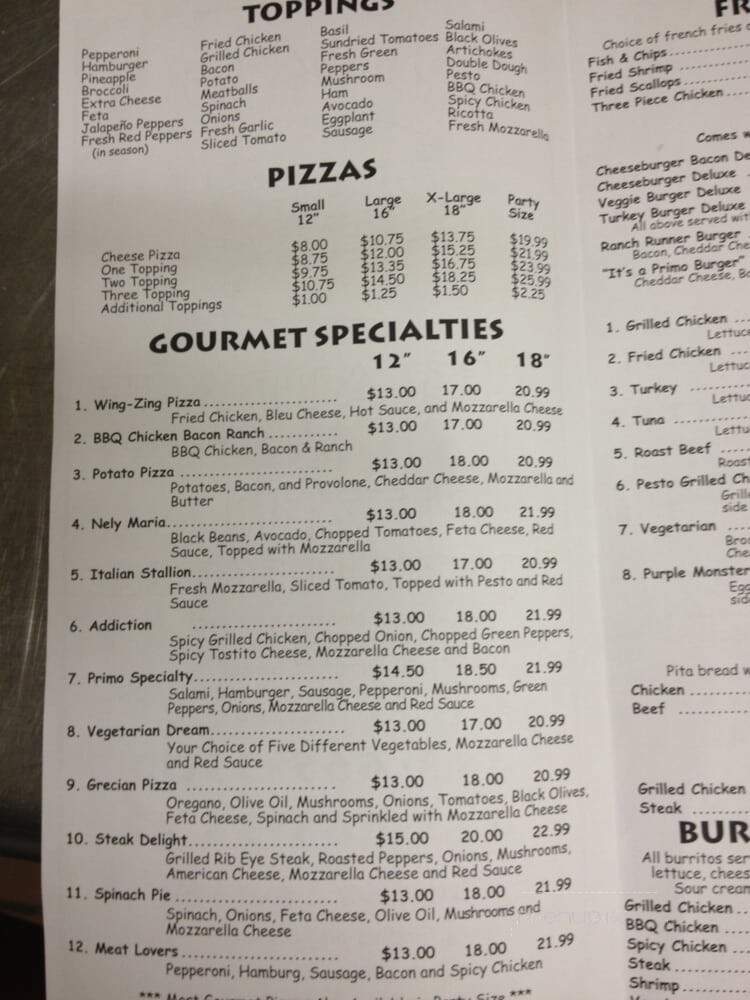 TOPPINGS
Pepperoni
Hamburger
Pineapple
Broccoli
Extra Cheese
Feta
Jalapeño Peppers
Fresh Red Peppers
(in season)
Fried Chicken
Grilled Chicken
Bacon
Potato
Meatballs
Spinach
Onions
Fresh Garlic
Sliced Tomato
Basil
Sundried Tomatoes
Fresh Green
Peppers
Mushroom
Ham
Avocado
Eggplant
Sausage
Salami
Black Olives
Artichokes
Double Dough
Pesto
BBQ Chicken
Spicy Chicken
Ricotta
Fresh Mozzarella
PIZZAS
Small Large X-Large Party
12" 16" 18" Size
Cheese Pizza $8.00 $10.75 $13.75 $19.99
One Topping $8.75 $12.00 $15.25 $21.99
Two Topping $9.75 $13.35 $16.75 $23.99
Three Topping $10.75 $14.50 $18.25 $25.99
Additional Toppings $1.00 $1.25 $1.50 $2.25
GOURMET SPECIALTIES
12" 16" 18"
1. Wing-Zing Pizza ........................ $13.00 17.00 20.99
Fried Chicken, Bleu Cheese, Hot Sauce, and Mozzarella Cheese
2. BBQ Chicken Bacon Ranch ............ $13.00 17.00 20.99
BBQ Chicken, Bacon & Ranch
3. Potato Pizza .......................... $13.00 18.00 20.99
Potatoes, Bacon, and Provolone, Cheddar Cheese, Mozzarella and
Butter
4. Nely Maria............................. $13.00 18.00 21.99
Black Beans, Avocado, Chopped Tomatoes, Feta Cheese, Red
Sauce, Topped with Mozzarella
5. Italian Stallion......................... $13.00 17.00 20.99
Fresh Mozzarella, Sliced Tomato, Topped with Pesto and Red
Sauce
6. Addiction ......................... $13.00 18.00 21.99
Spicy Grilled Chicken, Chopped Onion, Chopped Green Peppers,
Spicy Tostito Cheese, Mozzarella Cheese and Bacon
7. Primo Specialty......................... $14.50 18.50 21.99
Salami, Hamburger, Sausage, Pepperoni, Mushrooms, Green
Peppers, Onions, Mozzarella Cheese and Red Sauce
8. Vegetarian Dream....................... $13.00 17.00 20.99
Your Choice of Five Different Vegetables, Mozzarella Cheese
and Red Sauce
9. Grecian Pizza .......................... $13.00 18.00 20.99
Oregano, Olive Oil, Mushrooms, Onions, Tomatoes, Black Olives,
Feta Cheese, Spinach and Sprinkled with Mozzarella Cheese
10. Steak Delight.......................... $15.00 20.00 22.99
Grilled Rib Eye Steak, Roasted Peppers, Onions, Mushrooms,
American Cheese, Mozzarella Cheese and Red Sauce
11. Spinach Pie .......................... $13.00 18.00 21.99
Spinach, Onions, Feta Cheese, Olive Oil, Mushrooms and
Mozzarella Cheese
12. Meat Lovers .......................... $13.00 18.00 21.99
Pepperoni, Hamburg, Sausage, Bacon and Spicy Chicken
FR
Choice of french fries
Fish & Chips
Fried Shrimp
Fried Scallops
Three Piece Chicken
Comes
Cheeseburger Bacon De
Cheeseburger Deluxe
Veggie Burger Deluxe
Turkey Burger Deluxe
All above served wit
Ranch Runner Burger
Bacon, Cheddar Che
"It's a Primo Burger"
Cheddar Cheese, Ba
1. Grilled Chicken ...
Lettuce
2. Fried Chicken ...
Lettuc
3. Turkey ...........
Lettu
4. Tuna .............
Lettu
5. Roast Beef ......
Roast
6. Pesto Grilled Ch
Grill
side
7. Vegetarian ....
Bro
Che
8. Purple Monster
Egg
sid
Pita bread w
Chicken ..........
Beef ...........
Grilled Chicken
Steak ...........
BUR
All burritos ser
lettuce, chees
Sour cream
Grilled Chicken ..
BBQ Chicken ....
Spicy Chicken ...
Steak ...........
Shrimp...........